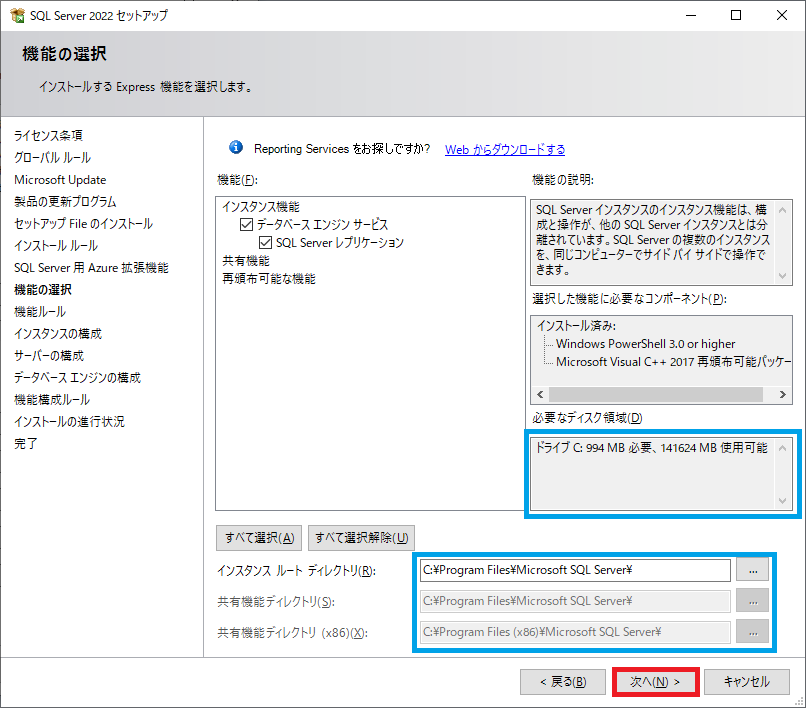 SQL Server 2022 セットアップ
機能の選択
インストールする Express 機能を選択します。
ライセンス条項
グローバル ルール
Microsoft Update
製品の更新プログラム
セットアップ File のインストール
インストール ルール
SQL Server 用 Azure 拡張機能
機能の選択
機能ルール
インスタンスの構成
サーバーの構成
データベース エンジンの構成
機能構成ルール
インストールの進行状況
完了
Reporting Services をお探しですか? Web からダウンロードする
機能(F):
インスタンス機能
データベース エンジン サービス
SQL Server レプリケーション
共有機能
再頒布可能な機能
機能の説明:
SQL Server インスタンスのインスタンス機能は、構
成と操作が、他の SQL Server インスタンスとは分
離されています。SQL Server の複数のインスタンス
を、同じコンピューターでサイド バイ サイドで操作で
きます。
選択した機能に必要なコンポーネント(P):
インストール済み:
Windows PowerShell 3.0 or higher
Microsoft Visual C++ 2017 再頒布可能パッケー
必要なディスク領域(D)
ドライブ C: 994 MB 必要、141624 MB 使用可能
すべて選択(A) すべて選択解除(U)
インスタンス ルート ディレクトリ(R): C:¥Program Files¥Microsoft SQL Server¥ ...
共有機能ディレクトリ(S): C:¥Program Files¥Microsoft SQL Server¥ ...
共有機能ディレクトリ (x86)(X): C:¥Program Files (x86)¥Microsoft SQL Server¥ ...
< 戻る(B) 次へ(N) > キャンセル